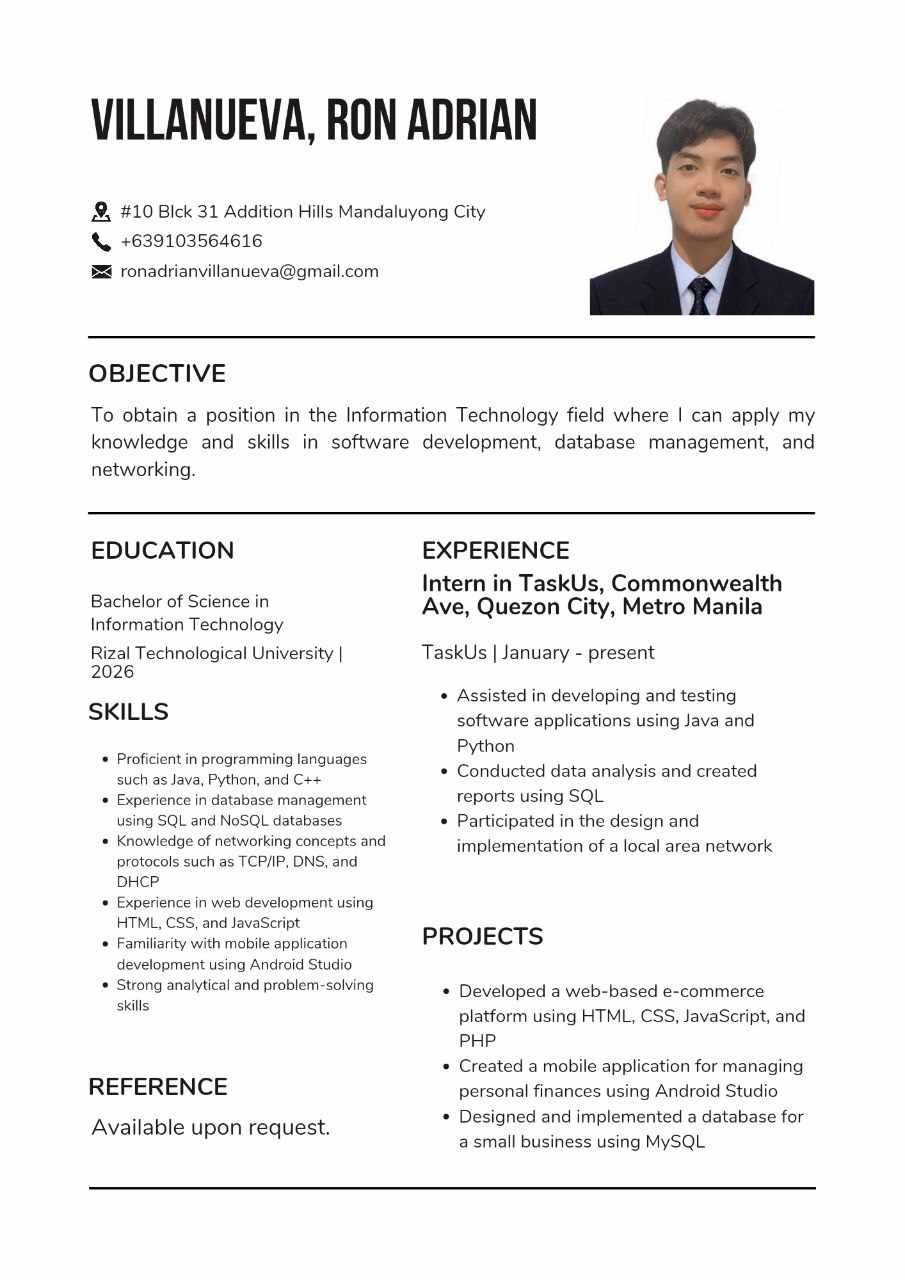 VILLANUEVA, RON ADRIAN
#10 Blck 31 Addition Hills Mandaluyong City
+639103564616
ronadrianvillanueva@gmail.com
OBJECTIVE
To obtain a position in the Information Technology field where I can apply my
knowledge and skills in software development, database management, and
networking.
EDUCATION
Bachelor of Science in
Information Technology
Rizal Technological University |
2026
SKILLS
• Proficient in programming languages
such as Java, Python, and C++
• Experience in database management
using SQL and NoSQL databases
• Knowledge of networking concepts and
protocols such as TCP/IP, DNS, and
DHCP
• Experience in web development using
HTML, CSS, and JavaScript
• Familiarity with mobile application
development using Android Studio
• Strong analytical and problem-solving
skills
REFERENCE
Available upon request.
EXPERIENCE
Intern in TaskUs, Commonwealth
Ave, Quezon City, Metro Manila
TaskUs | January - present
• Assisted in developing and testing
software applications using Java and
Python
• Conducted data analysis and created
reports using SQL
• Participated in the design and
implementation of a local area network
PROJECTS
• Developed a web-based e-commerce
platform using HTML, CSS, JavaScript, and
PHP
• Created a mobile application for managing
personal finances using Android Studio
• Designed and implemented a database for
a small business using MySQL